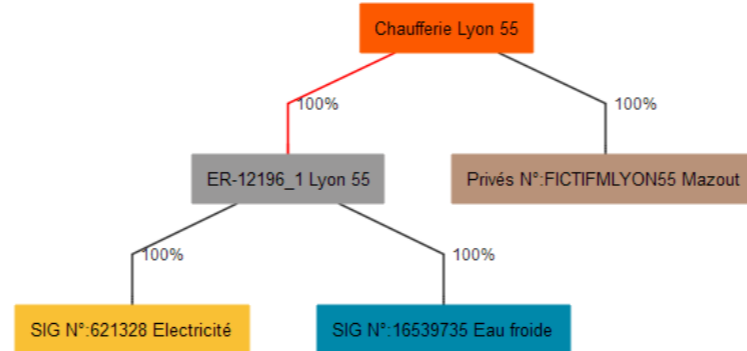 Chaufferie Lyon 55
100%
100%
ER-12196_1 Lyon 55
Privés N°:FICTIFMLYON55 Mazout
100%
100%
SIG N°:621328 Electricité
SIG N°:16539735 Eau froide